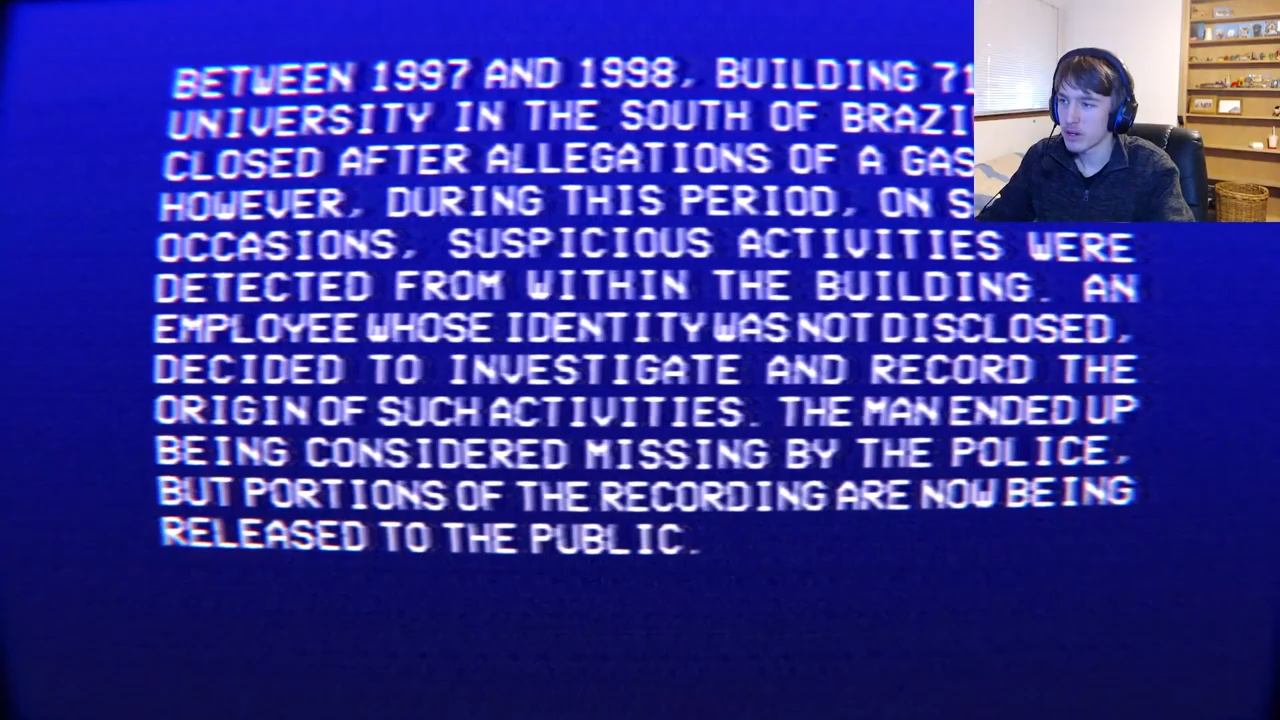 BETWEEN 1997 AND 1998, BUILDING 71
UNIVERSITY IN THE SOUTH OF
CLOSED AFTER ALLEGATIONS OF A GAS
HOWEVER, DURING THIS PERIOD, ON
OCCASIONS, SUSPICIOUS ACTIVITIES WERE
DETECTED FROM WITHIN THE BUILDING. AN
EMPLOYEE WHOSE IDENTITY WAS NOT DISCLOSED,
DECIDED TO INVESTIGATE AND RECORD THE
ORIGIN OF SUCH ACTIVITIES. THE MAN ENDED UP
BEING CONSIDERED MISSING BY THE POLICE,
BUT PORTIONS OF THE RECORDING ARE NOW BEING
RELEASED TO THE PUBLIC.